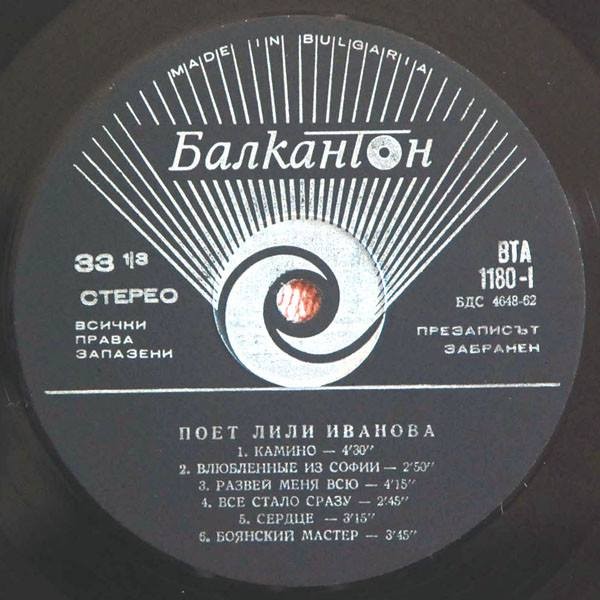 MADE IN BULGARIA
Балкантон
33 1/3
СТЕРЕО
ВСИЧКИ
ПРАВА
ЗАПАЗЕНИ
ВТА
1180-I
БДС 4648-62
ПРЕЗАПИСЪТ
ЗАБРАНЕН
ПОЕТ ЛИЛИ ИВАНОВА
1. КАМИНО — 4'30"
2. ВЛЮБЛЕННЫЕ ИЗ СОФИИ — 2'50"
3. РАЗВЕЙ МЕНЯ ВСЮ — 4'15"
4. ВСЕ СТАЛО СРАЗУ — 2'45"
5. СЕРДЦЕ — 3'15"
6. БОЯНСКИЙ МАСТЕР — 3'45"